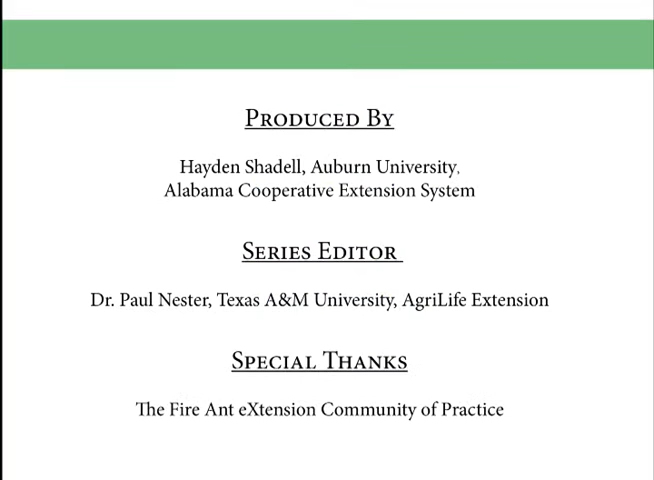 Produced By
Hayden Shadell, Auburn University,
Alabama Cooperative Extension System
Series Editor
Dr. Paul Nester, Texas A&M University, AgriLife Extension
Special Thanks
The Fire Ant eXtension Community of Practice